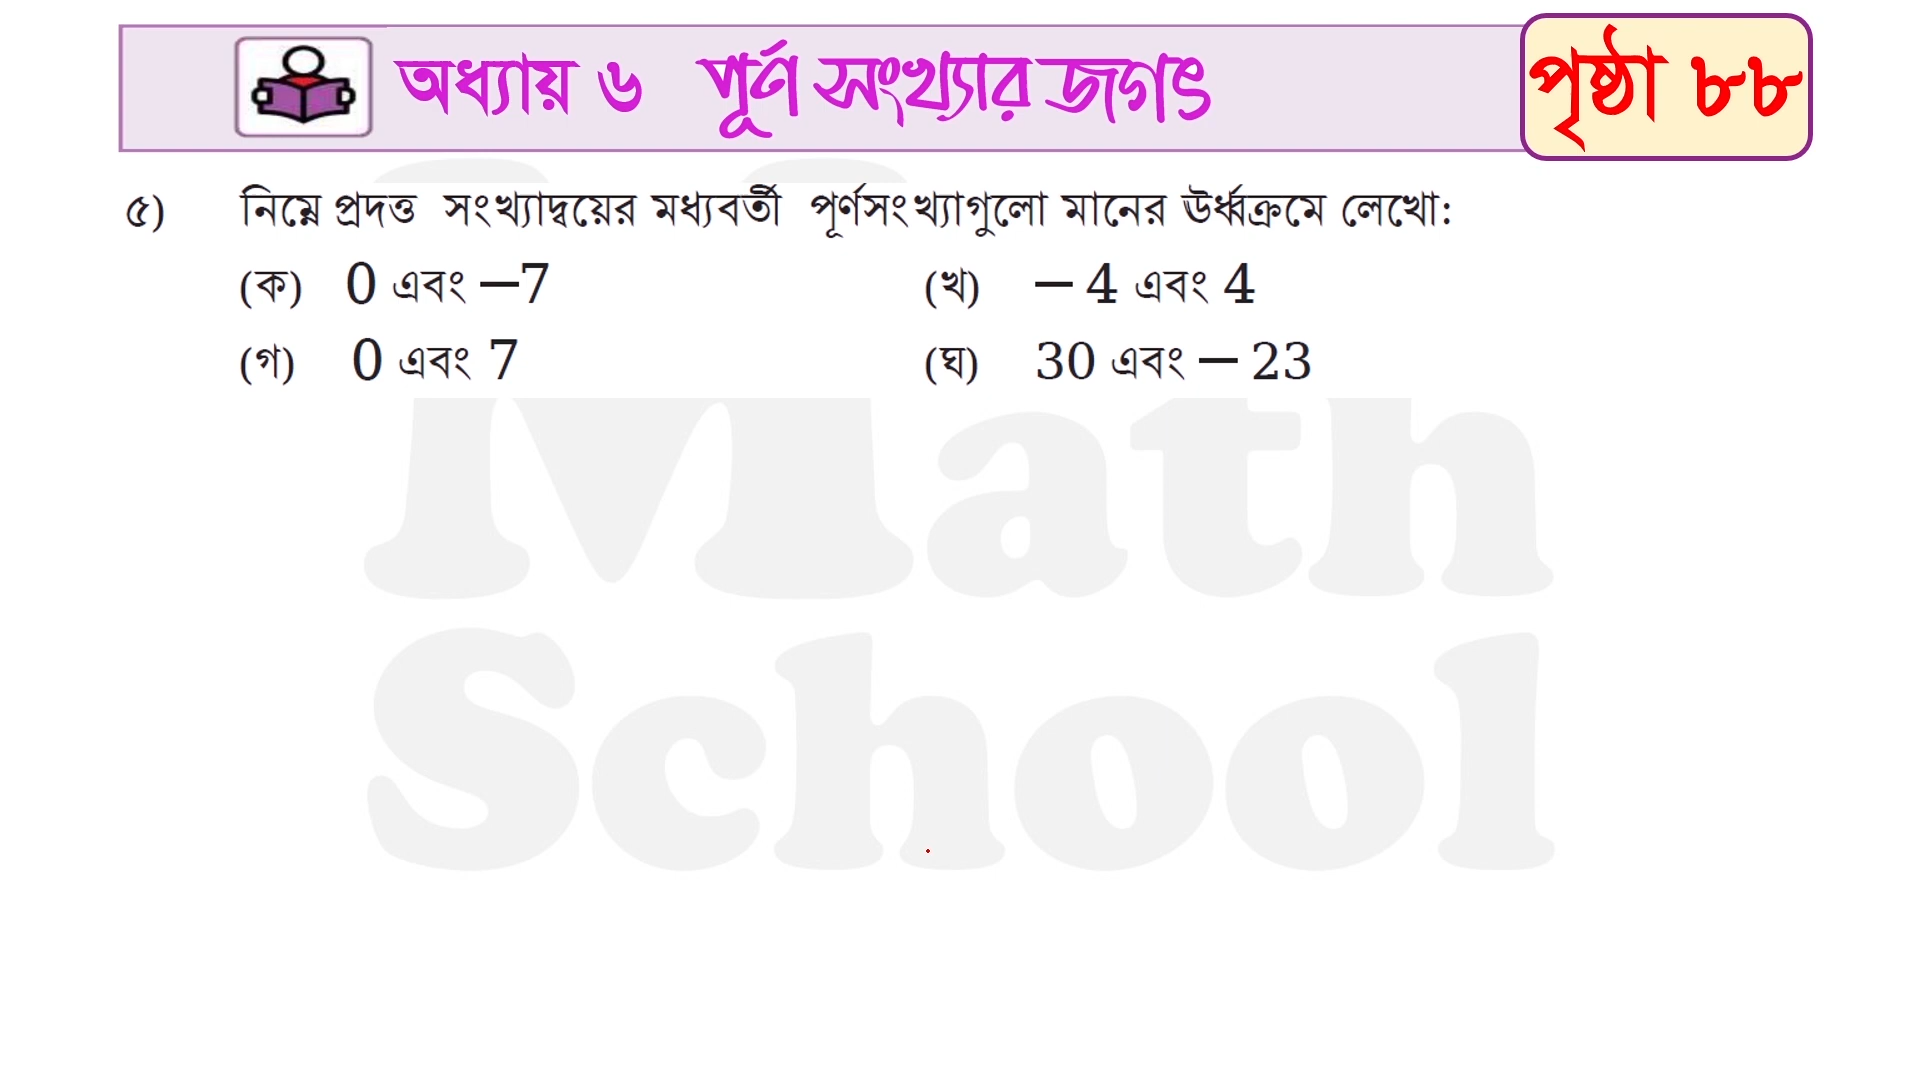 অধ্যায় ৬ পূর্ণ সংখ্যার জগৎ
পৃষ্ঠা ৮৮
৫) নিম্নে প্রদত্ত সংখ্যাদ্বয়ের মধ্যবর্তী পূর্ণসংখ্যাগুলো মানের ঊর্ধ্বক্রমে লেখো:
(ক) 0 এবং −7 (খ) − 4 এবং 4
(গ) 0 এবং 7 (ঘ) 30 এবং − 23
Math
School